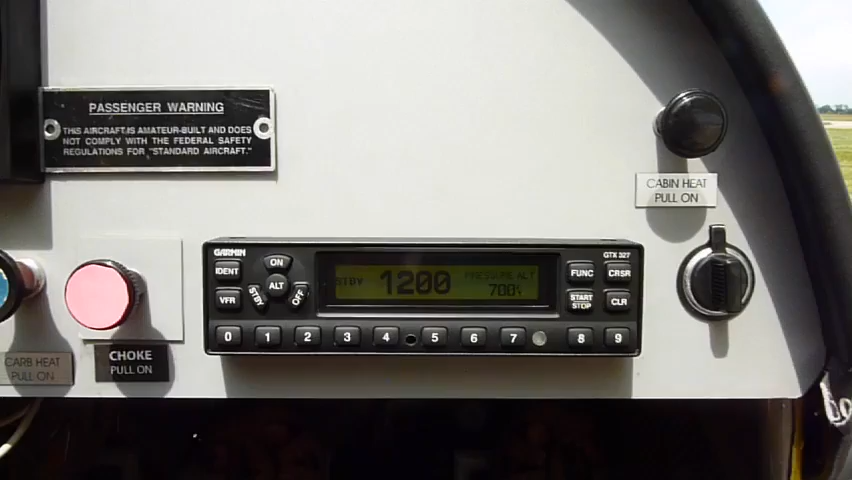 PASSENGER WARNING
THIS AIRCRAFT IS AMATEUR-BUILT AND DOES
NOT COMPLY WITH THE FEDERAL SAFETY
REGULATIONS FOR "STANDARD AIRCRAFT."
CABIN HEAT
PULL ON
GARMIN
GTX 327
IDENT
ON
VFR
STBY
ALT
OFF
STBY
1200
PRESSURE ALT
FUNC
CRSR
START
STOP
CLR
0 1 2 3 4 5 6 7 8 9
CARB HEAT
PULL ON
CHOKE
PULL ON